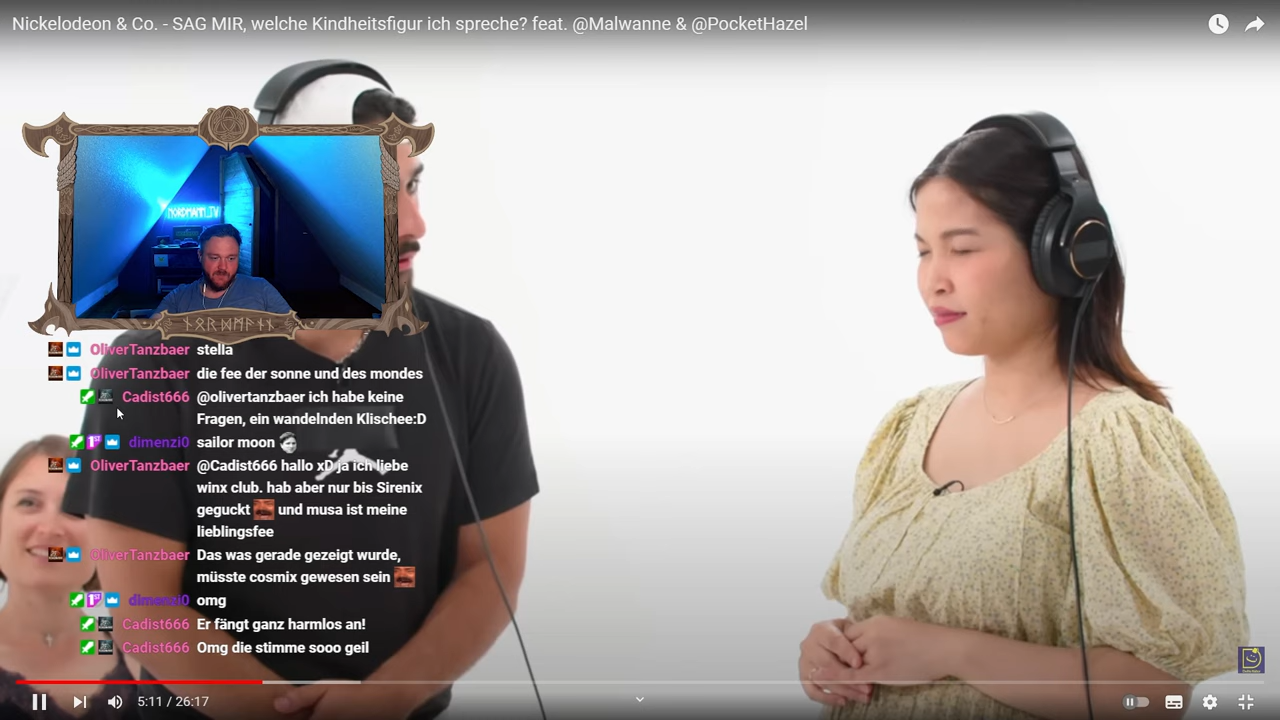 Nickelodeon & Co. - SAG MIR, welche Kindheitsfigur ich spreche? feat. @Malwanne & @PocketHazel
NORDMANN_TV
ᚾᛟᚱᛞᛗᚨᚾᚾ
OliverTanzbaer stella
OliverTanzbaer die fee der sonne und des mondes
Cadist666 @olivertanzbaer ich habe keine
Fragen, ein wandelnden Klischee:D
dimenzi0 sailor moon
OliverTanzbaer @Cadist666 hallo xD ja ich liebe
winx club. hab aber nur bis Sirenix
geguckt und musa ist meine
lieblingsfee
OliverTanzbaer Das was gerade gezeigt wurde,
müsste cosmix gewesen sein
dimenzi0 omg
Cadist666 Er fängt ganz harmlos an!
Cadist666 Omg die stimme sooo geil
5:11 / 26:17